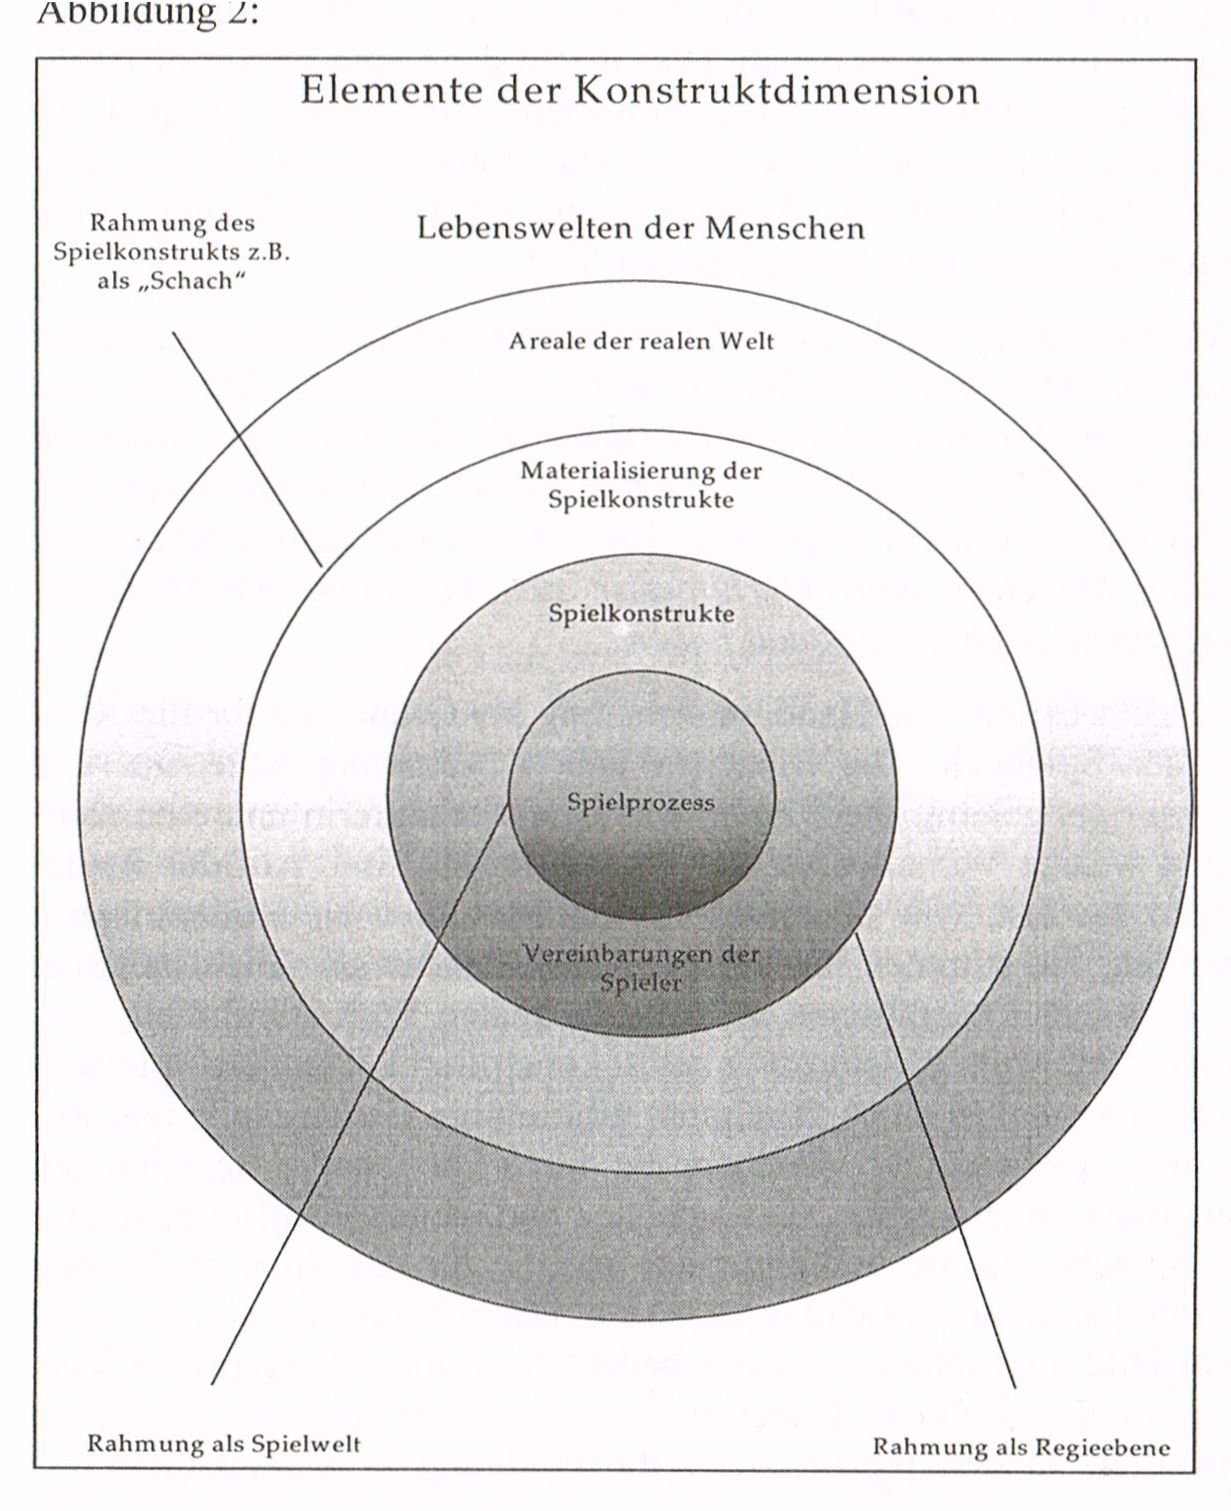 Abbildung 2:
Elemente der Konstruktdimension
Rahmung des
Spielkonstrukts z.B.
als „Schach“
Lebenswelten der Menschen
Areale der realen Welt
Materialisierung der
Spielkonstrukte
Spielkonstrukte
Spielprozess
Vereinbarungen der
Spieler
Rahmung als Spielwelt
Rahmung als Regieebene